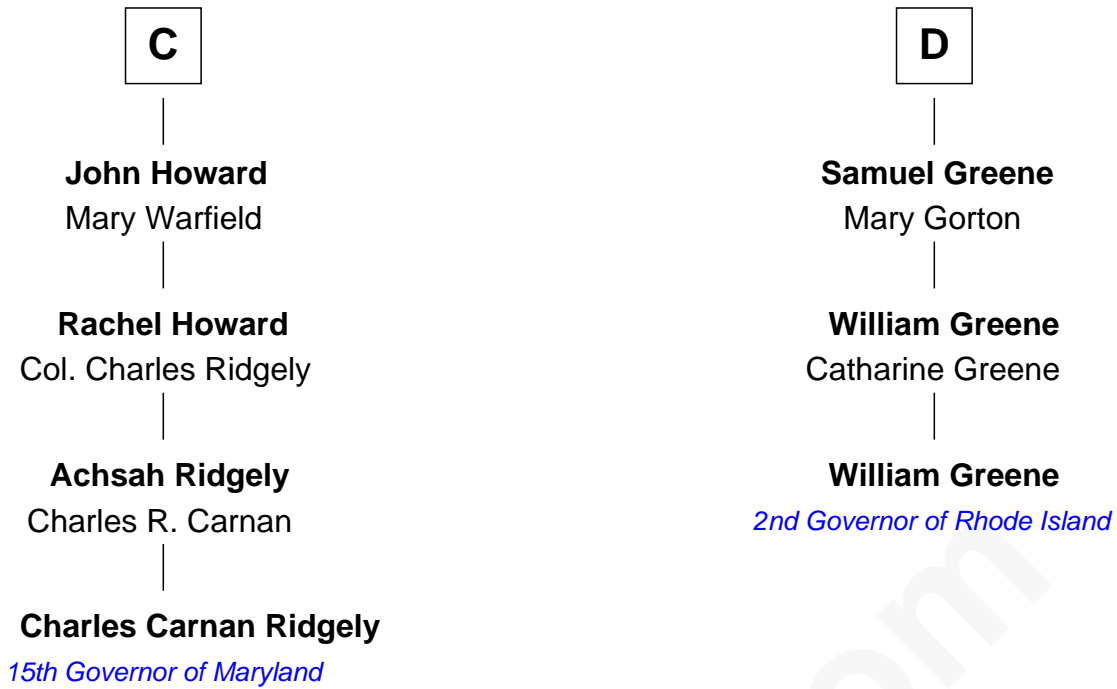 C
John Howard
Mary Warfield
Rachel Howard
Col. Charles Ridgely
Achsah Ridgely
Charles R. Carnan
Charles Carnan Ridgely
15th Governor of Maryland
D
Samuel Greene
Mary Gorton
William Greene
Catharine Greene
William Greene
2nd Governor of Rhode Island